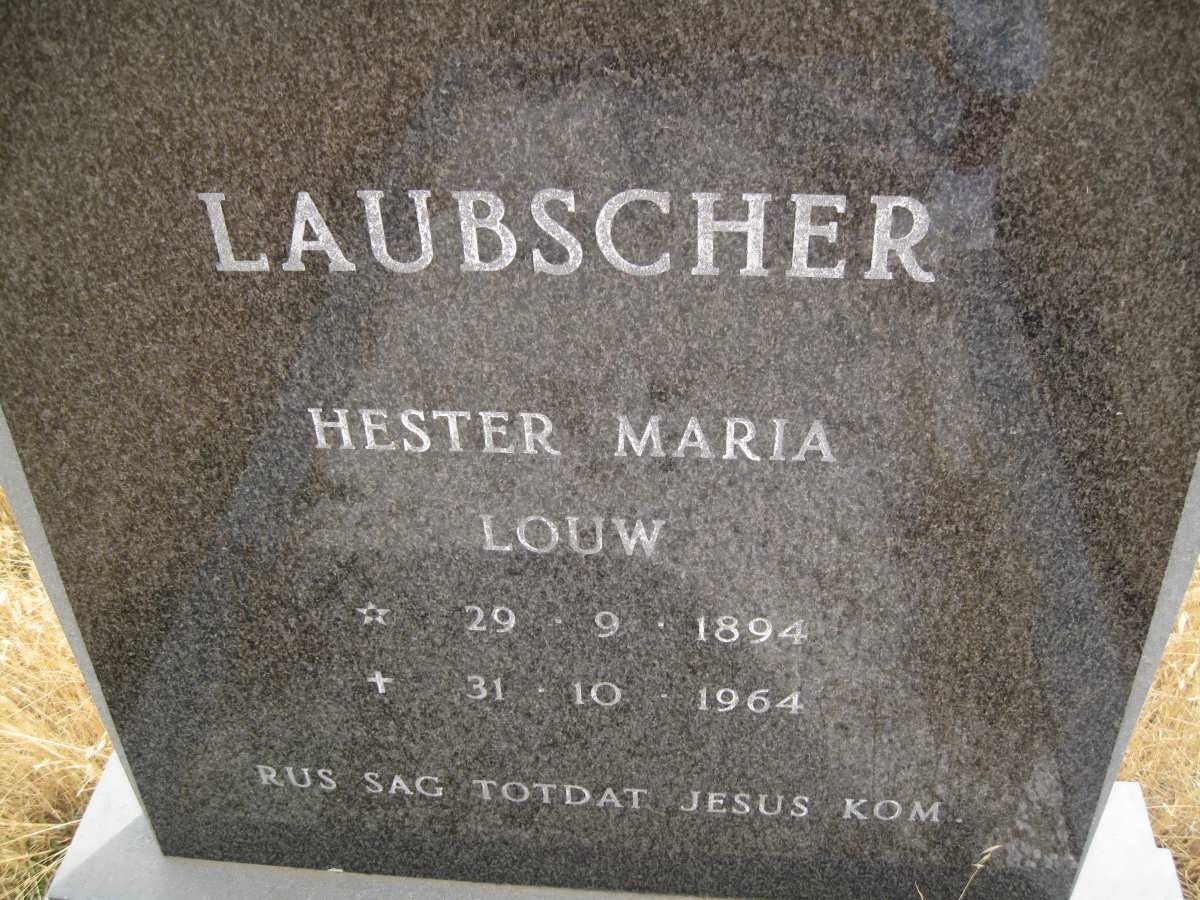 LAUBSCHER
HESTER MARIA
LOUW
☆ 29 · 9 · 1894
✝ 31 · 10 · 1964
RUS SAG TOTDAT JESUS KOM.